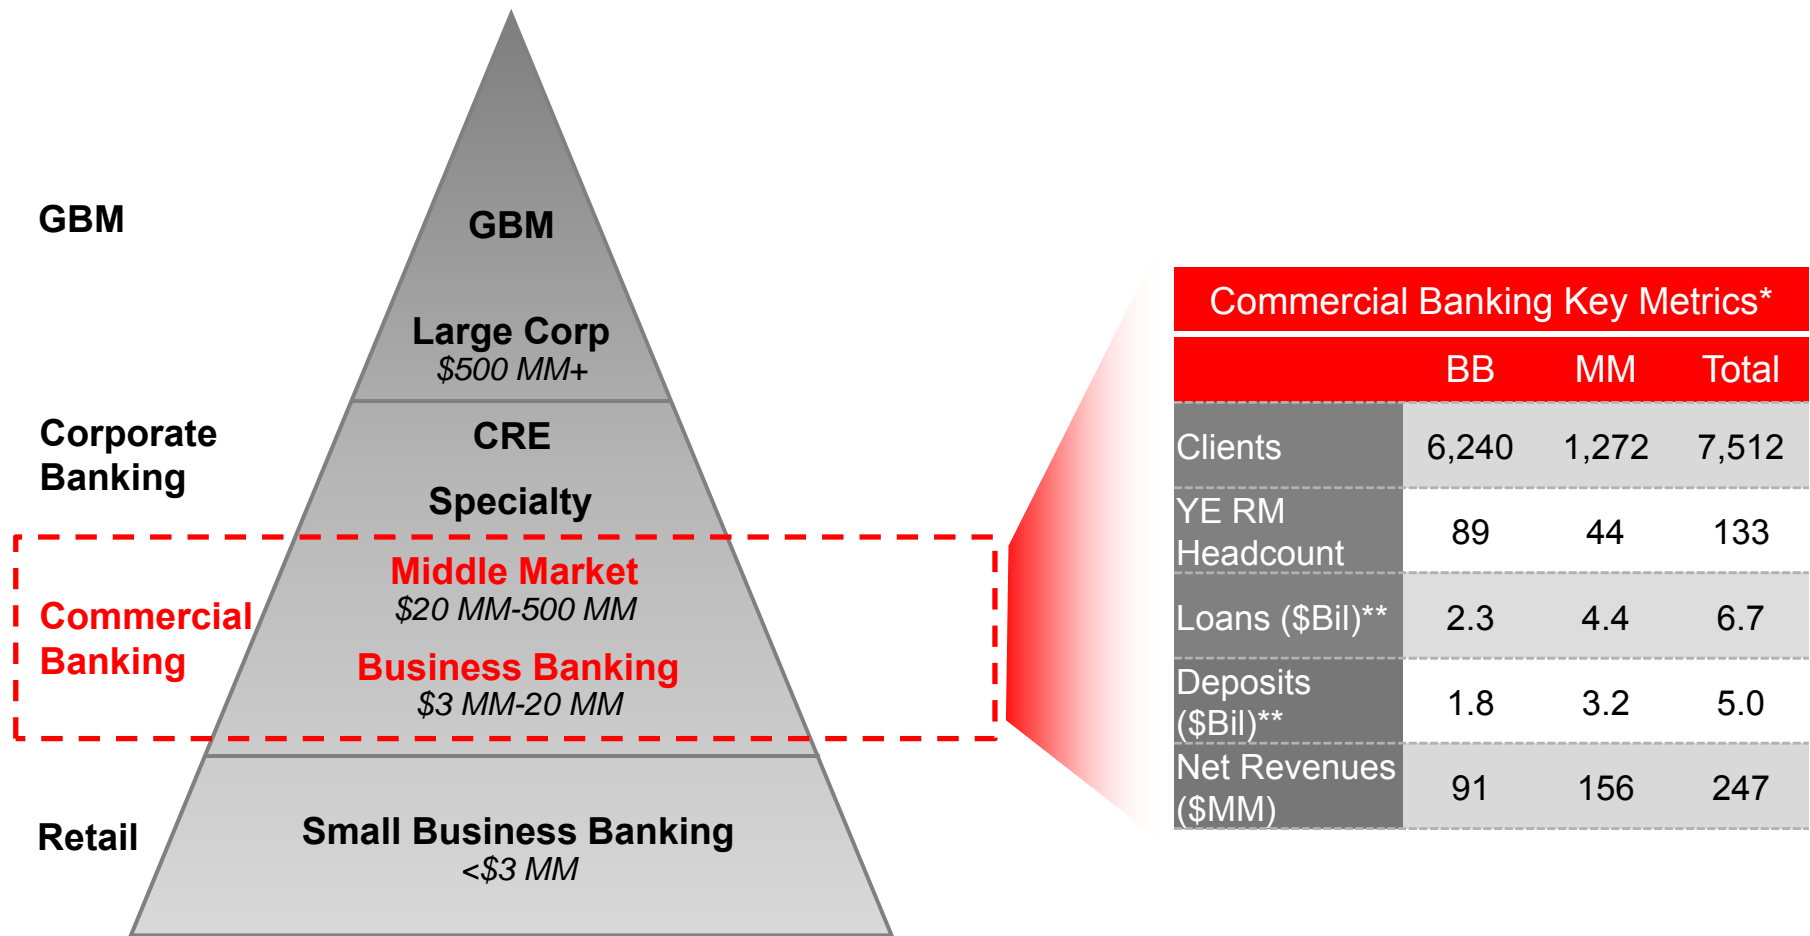 GBM
GBM
Large Corp
$500 MM+
Corporate
Banking
CRE
Specialty
Commercial
Banking
Middle Market
$20 MM-500 MM
Business Banking
$3 MM-20 MM
Retail
Small Business Banking
<$3 MM
Commercial Banking Key Metrics*
BB MM Total
Clients 6,240 1,272 7,512
YE RM
Headcount 89 44 133
Loans ($Bil)** 2.3 4.4 6.7
Deposits
($Bil)** 1.8 3.2 5.0
Net Revenues
($MM) 91 156 247